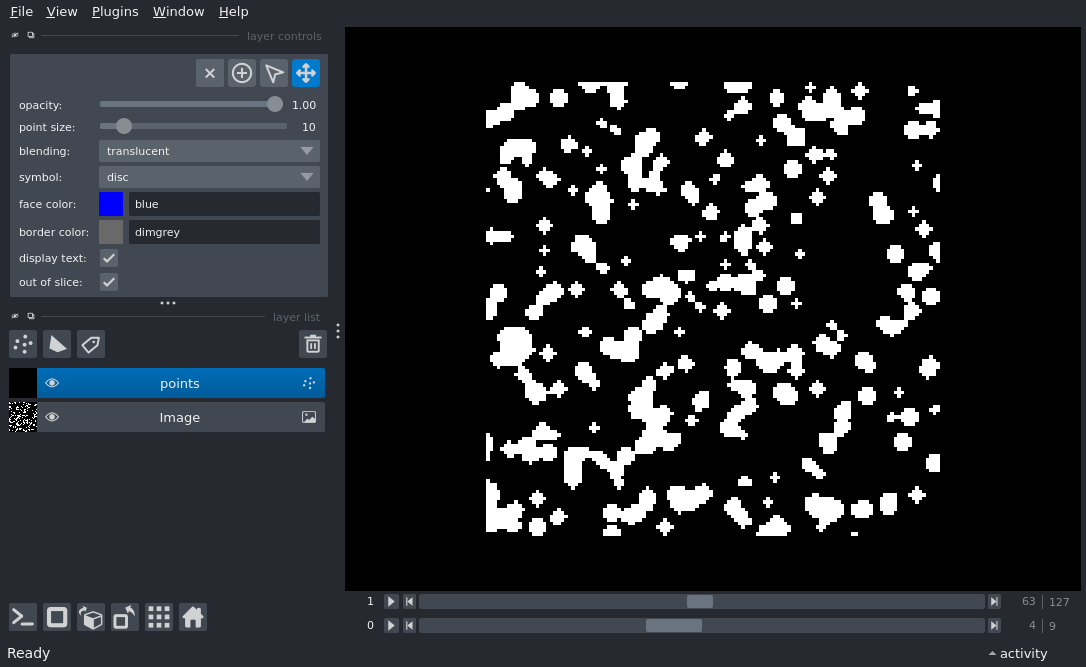 File View Plugins Window Help
layer controls
opacity: 1.00
point size: 10
blending: translucent
symbol: disc
face color: blue
border color: dimgrey
display text:
out of slice:
layer list
points
Image
1 63 127
0 4 9
Ready activity